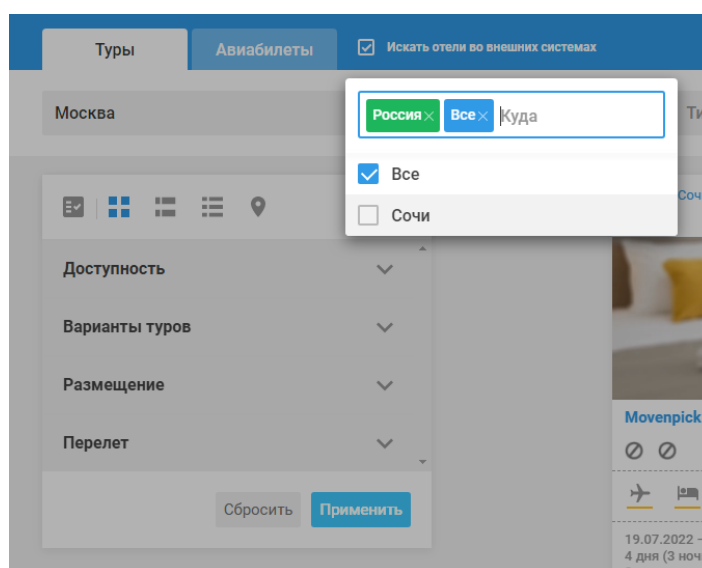 Туры
Авиабилеты
Искать отели во внешних системах
Москва
Россия
Все
Куда
Все
Сочи
Доступность
Варианты туров
Размещение
Перелет
Сбросить
Применить
Movenpick
19.07.2022 -
4 дня (3